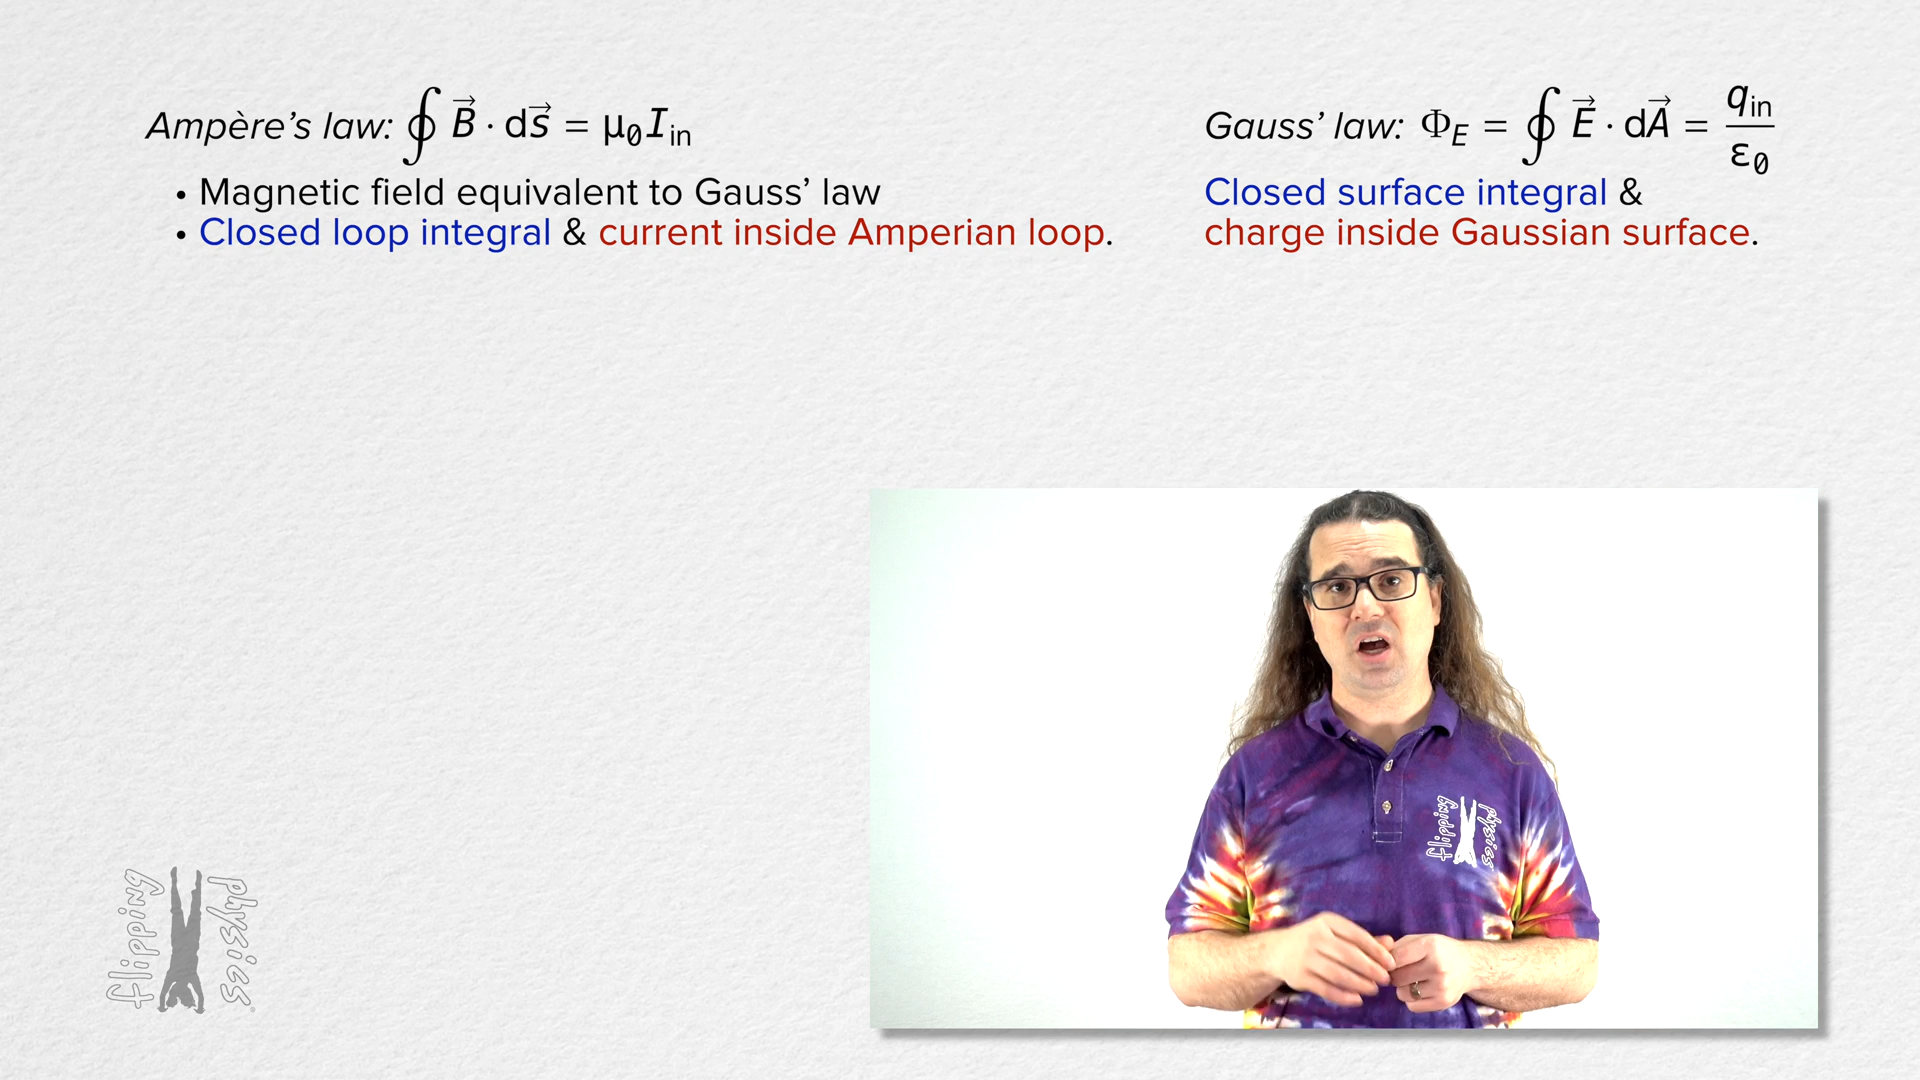 Ampère's law: ∮ B⃗ · ds⃗ = μ₀I_in
• Magnetic field equivalent to Gauss' law
• Closed loop integral & current inside Amperian loop.
Gauss' law: Φ_E = ∮ E⃗ · dA⃗ = q_in / ε₀
Closed surface integral &
charge inside Gaussian surface.
flipping
physics
flipping
physics